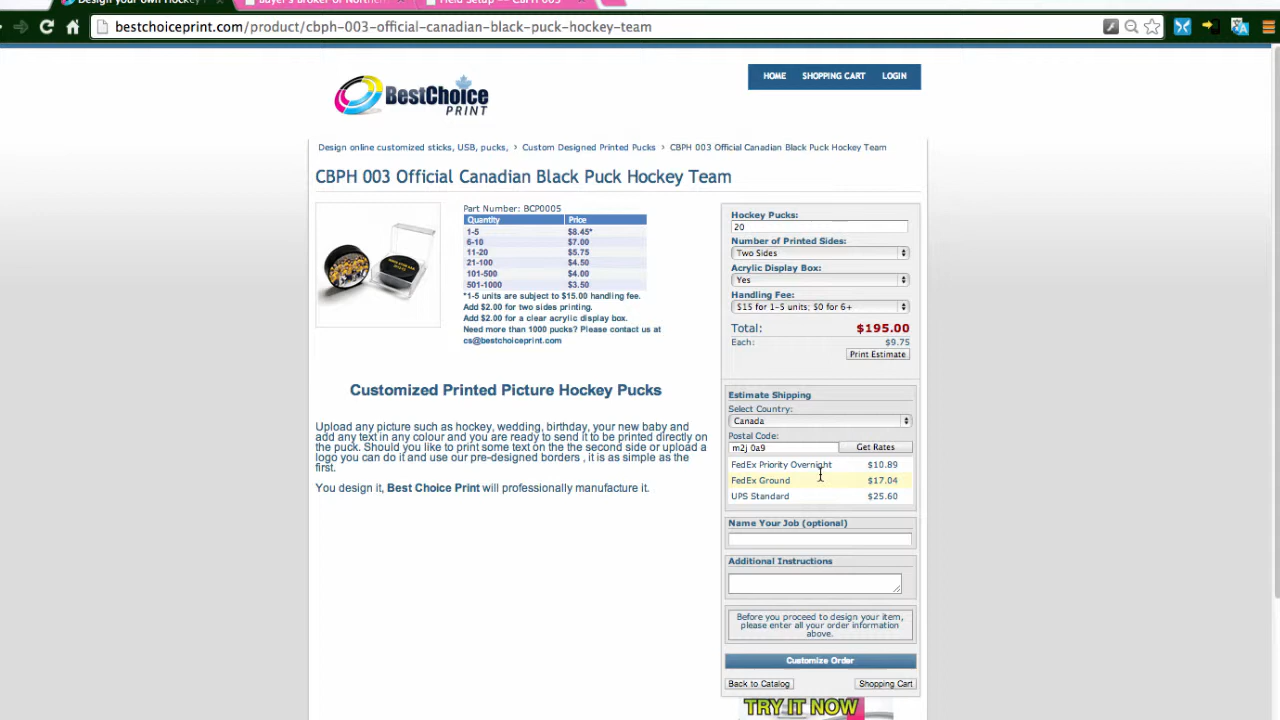 Design your own Hockey
Buyer's Broker of Northern
Field Setup — CBPH 003
bestchoiceprint.com/product/cbph-003-official-canadian-black-puck-hockey-team
BestChoice
PRINT
HOME SHOPPING CART LOGIN
Design online customized sticks, USB, pucks, › Custom Designed Printed Pucks › CBPH 003 Official Canadian Black Puck Hockey Team
CBPH 003 Official Canadian Black Puck Hockey Team
Part Number: BCP0005
Quantity Price
1-5 $8.45*
6-10 $7.00
11-20 $5.75
21-100 $4.50
101-500 $4.00
501-1000 $3.50
*1-5 units are subject to $15.00 handling fee.
Add $2.00 for two sides printing.
Add $2.00 for a clear acrylic display box.
Need more than 1000 pucks? Please contact us at
cs@bestchoiceprint.com
Customized Printed Picture Hockey Pucks
Upload any picture such as hockey, wedding, birthday, your new baby and
add any text in any colour and you are ready to send it to be printed directly on
the puck. Should you like to print some text on the the second side or upload a
logo you can do it and use our pre-designed borders , it is as simple as the
first.
You design it, Best Choice Print will professionally manufacture it.
Hockey Pucks:
20
Number of Printed Sides:
Two Sides
Acrylic Display Box:
Yes
Handling Fee:
$15 for 1-5 units; $0 for 6+
Total: $195.00
Each: $9.75
Print Estimate
Estimate Shipping
Select Country:
Canada
Postal Code:
m2j 0a9 Get Rates
FedEx Priority Overnight $10.89
FedEx Ground $17.04
UPS Standard $25.60
Name Your Job (optional)
Additional Instructions
Before you proceed to design your item,
please enter all your order information
above.
Customize Order
Back to Catalog Shopping Cart
TRY IT NOW